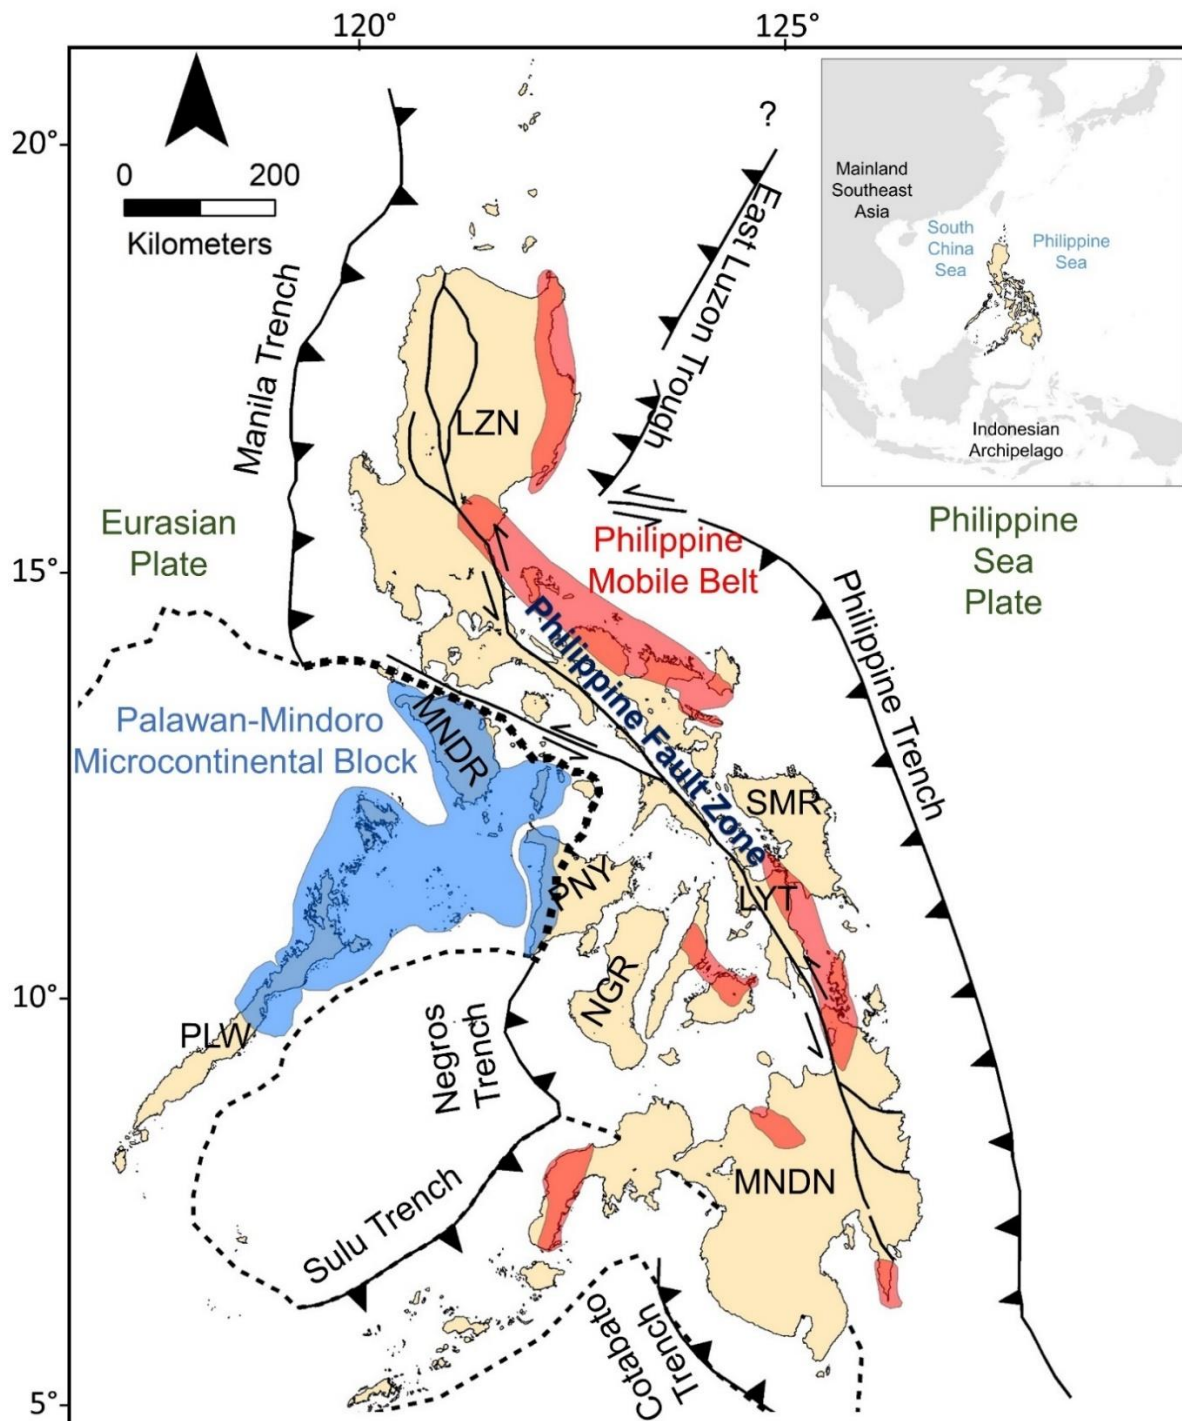 120°
125°
20°
15°
10°
5°
0
200
Kilometers
?
East Luzon Trough
Mainland
Southeast
Asia
South
China
Sea
Philippine
Sea
Indonesian
Archipelago
Manila Trench
LZN
Eurasian
Plate
Philippine
Mobile Belt
Philippine
Sea
Plate
Philippine Fault Zone
Philippine Trench
Palawan-Mindoro
Microcontinental Block
MNDR
SMR
PNY
LYT
NGR
PLW
Negros
Trench
MNDN
Sulu Trench
Cotabato
Trench